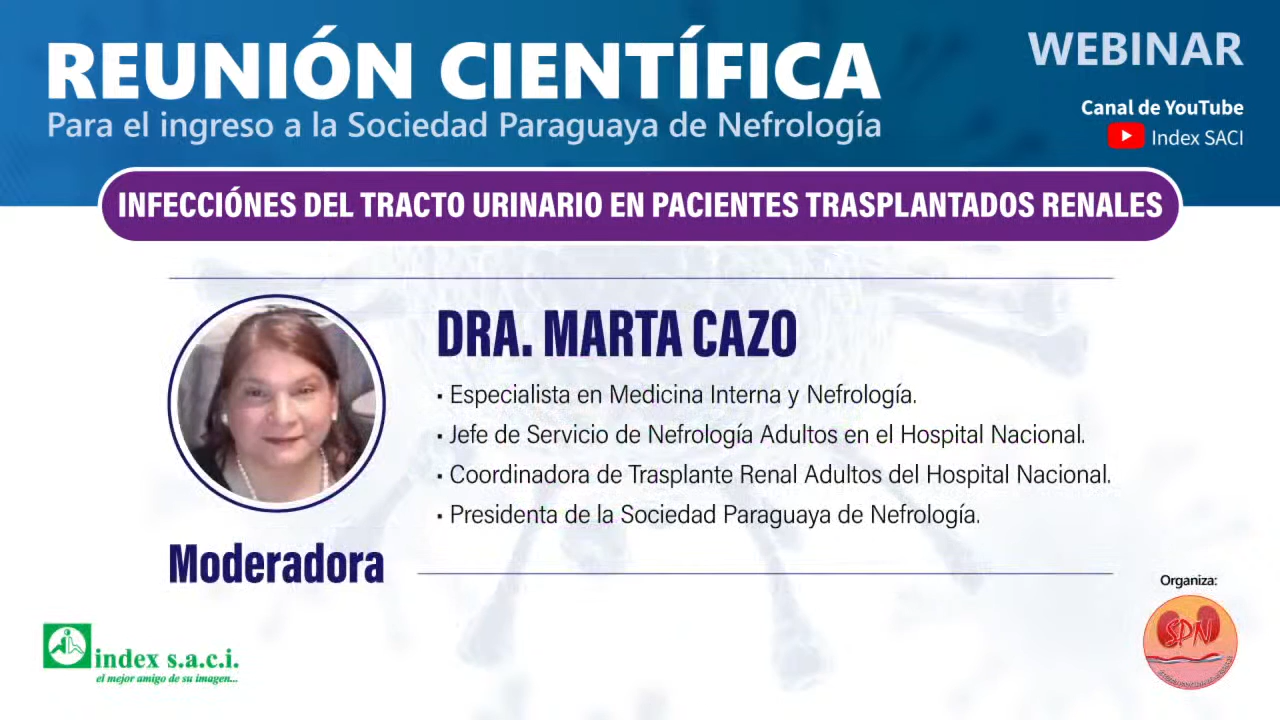 REUNIÓN CIENTÍFICA
Para el ingreso a la Sociedad Paraguaya de Nefrología
WEBINAR
Canal de YouTube
Index SACI
INFECCIÓNES DEL TRACTO URINARIO EN PACIENTES TRASPLANTADOS RENALES
DRA. MARTA CAZO
• Especialista en Medicina Interna y Nefrología.
• Jefe de Servicio de Nefrología Adultos en el Hospital Nacional.
• Coordinadora de Trasplante Renal Adultos del Hospital Nacional.
• Presidenta de la Sociedad Paraguaya de Nefrología.
Moderadora
Organiza:
SPN
index s.a.c.i.
el mejor amigo de su imagen...